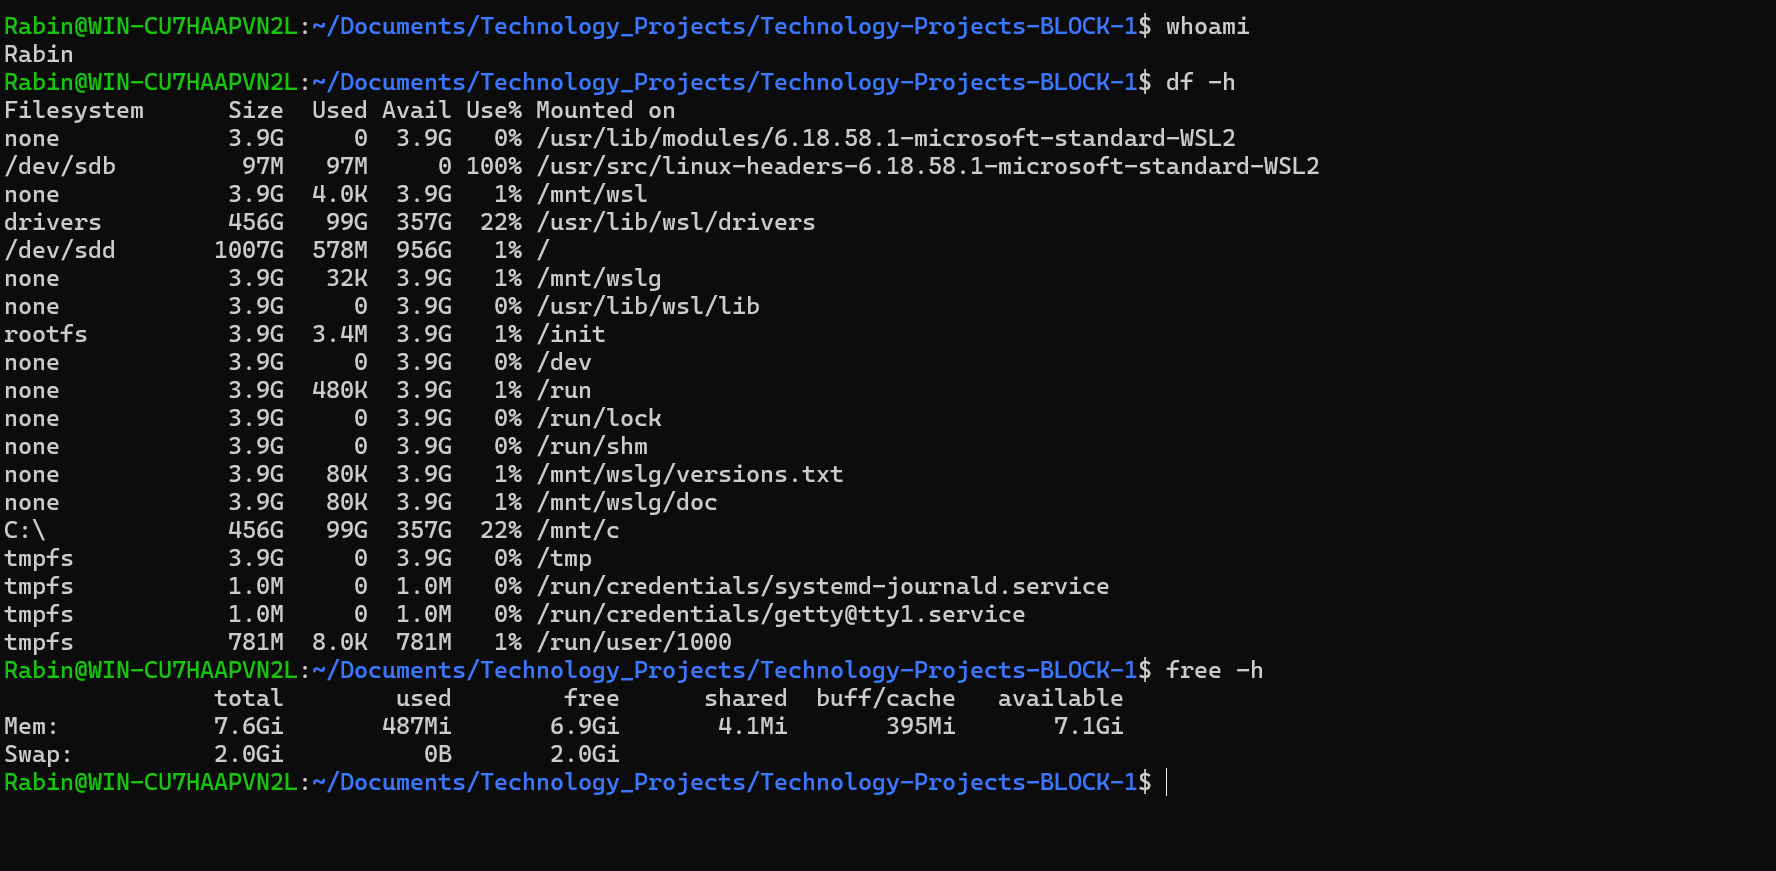 Rabin@WIN-CU7HAAPVN2L:~/Documents/Technology_Projects/Technology-Projects-BLOCK-1$ whoami
Rabin
Rabin@WIN-CU7HAAPVN2L:~/Documents/Technology_Projects/Technology-Projects-BLOCK-1$ df -h
Filesystem      Size  Used Avail Use% Mounted on
none            3.9G     0  3.9G   0% /usr/lib/modules/6.18.58.1-microsoft-standard-WSL2
/dev/sdb         97M   97M     0 100% /usr/src/linux-headers-6.18.58.1-microsoft-standard-WSL2
none            3.9G  4.0K  3.9G   1% /mnt/wsl
drivers         456G   99G  357G  22% /usr/lib/wsl/drivers
/dev/sdd       1007G  578M  956G   1% /
none            3.9G   32K  3.9G   1% /mnt/wslg
none            3.9G     0  3.9G   0% /usr/lib/wsl/lib
rootfs          3.9G  3.4M  3.9G   1% /init
none            3.9G     0  3.9G   0% /dev
none            3.9G  480K  3.9G   1% /run
none            3.9G     0  3.9G   0% /run/lock
none            3.9G     0  3.9G   0% /run/shm
none            3.9G   80K  3.9G   1% /mnt/wslg/versions.txt
none            3.9G   80K  3.9G   1% /mnt/wslg/doc
C:\             456G   99G  357G  22% /mnt/c
tmpfs           3.9G     0  3.9G   0% /tmp
tmpfs           1.0M     0  1.0M   0% /run/credentials/systemd-journald.service
tmpfs           1.0M     0  1.0M   0% /run/credentials/getty@tty1.service
tmpfs           781M  8.0K  781M   1% /run/user/1000
Rabin@WIN-CU7HAAPVN2L:~/Documents/Technology_Projects/Technology-Projects-BLOCK-1$ free -h
               total        used        free      shared  buff/cache   available
Mem:           7.6Gi       487Mi       6.9Gi       4.1Mi       395Mi       7.1Gi
Swap:          2.0Gi          0B       2.0Gi
Rabin@WIN-CU7HAAPVN2L:~/Documents/Technology_Projects/Technology-Projects-BLOCK-1$